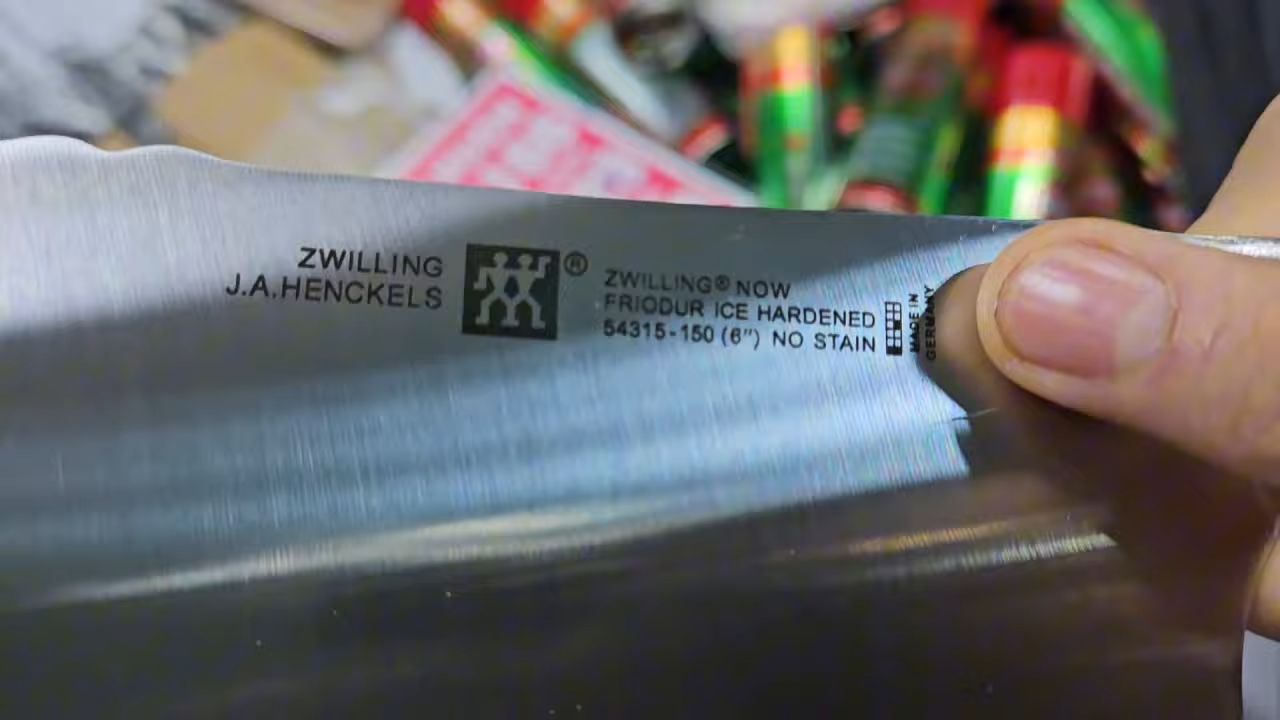 ZWILLING
J.A.HENCKELS
®
ZWILLING® NOW
FRIODUR ICE HARDENED
54315-150 (6") NO STAIN
MADE IN
GERMANY